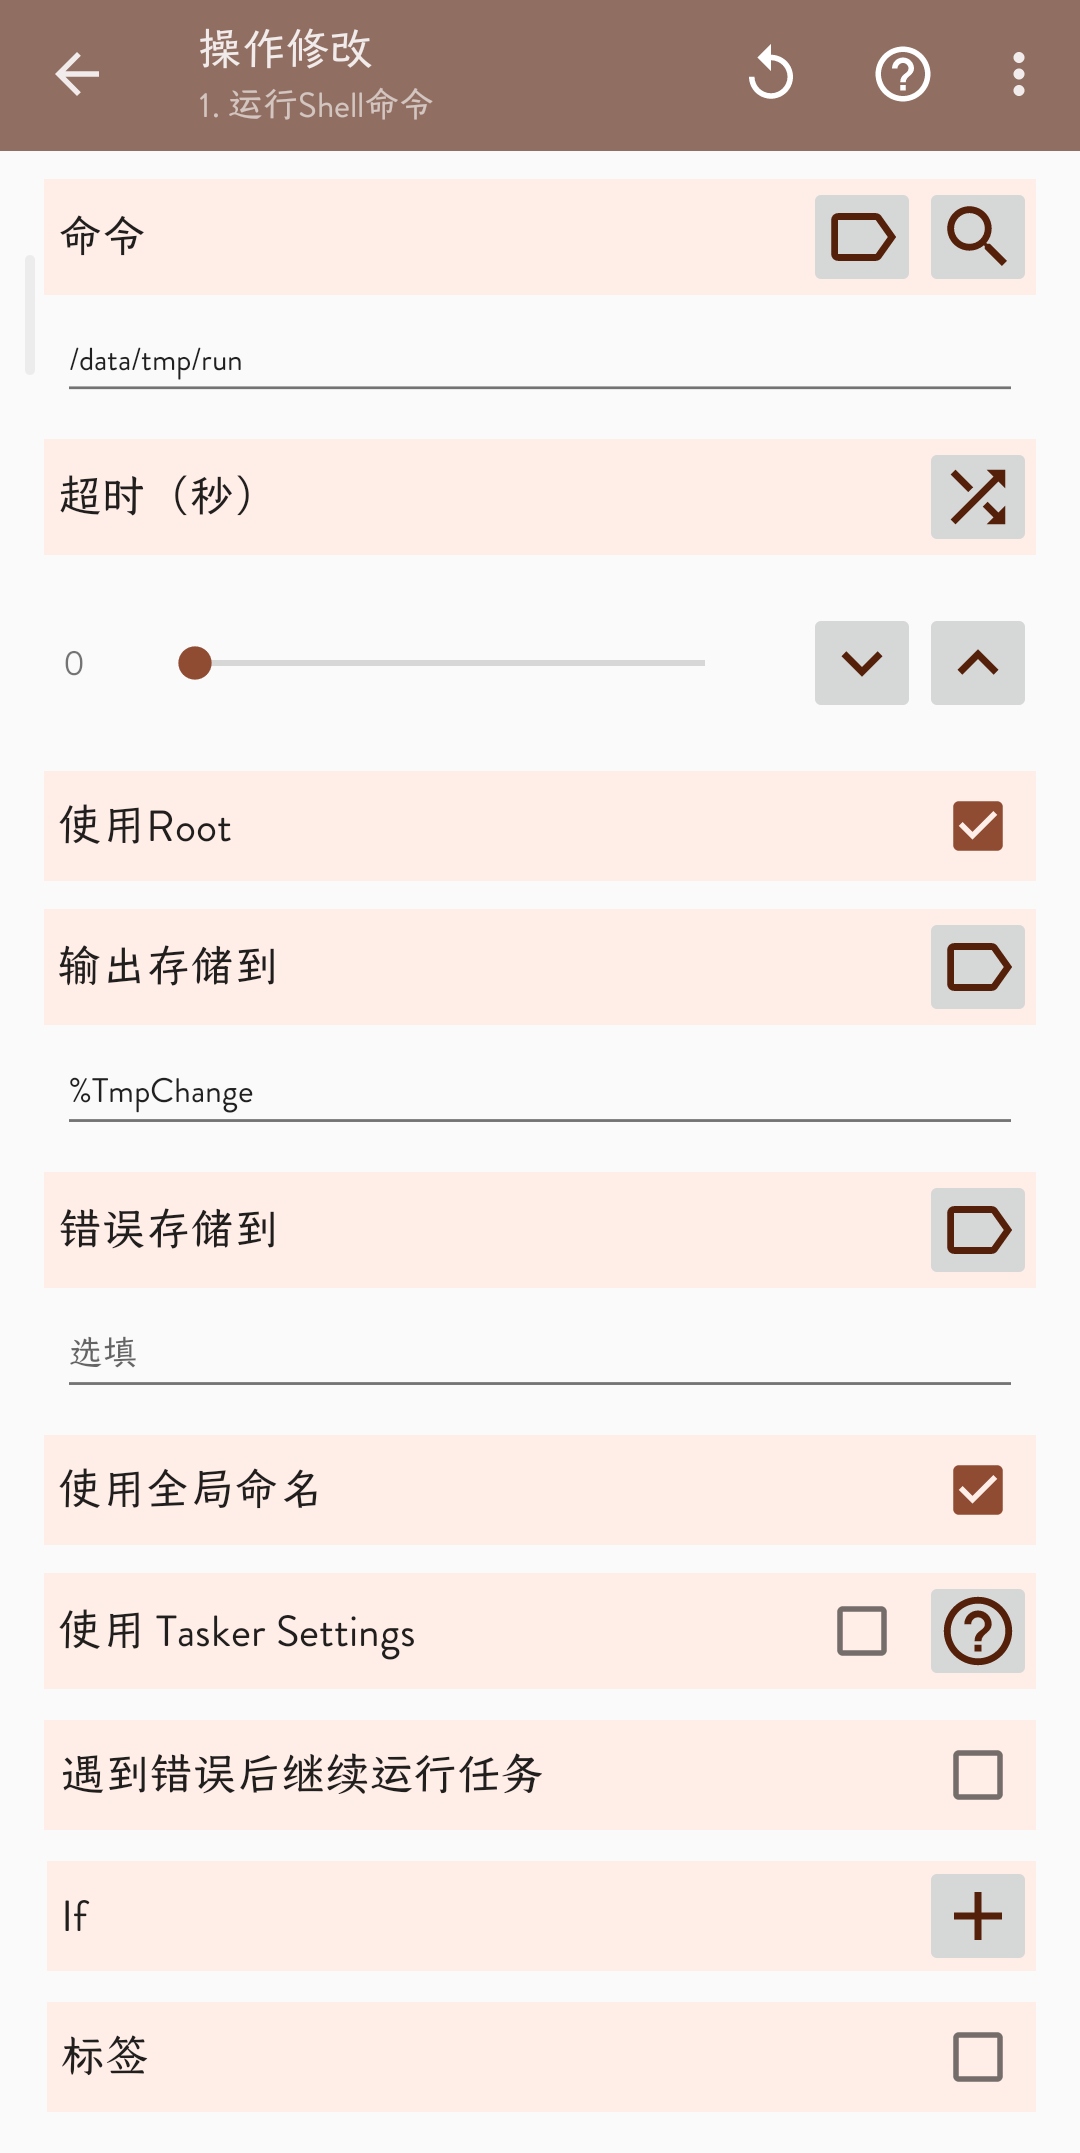 操作修改
1. 运行Shell命令
命令
/data/tmp/run
超时（秒）
0
使用Root
输出存储到
%TmpChange
错误存储到
选填
使用全局命名
使用 Tasker Settings
遇到错误后继续运行任务
If
标签